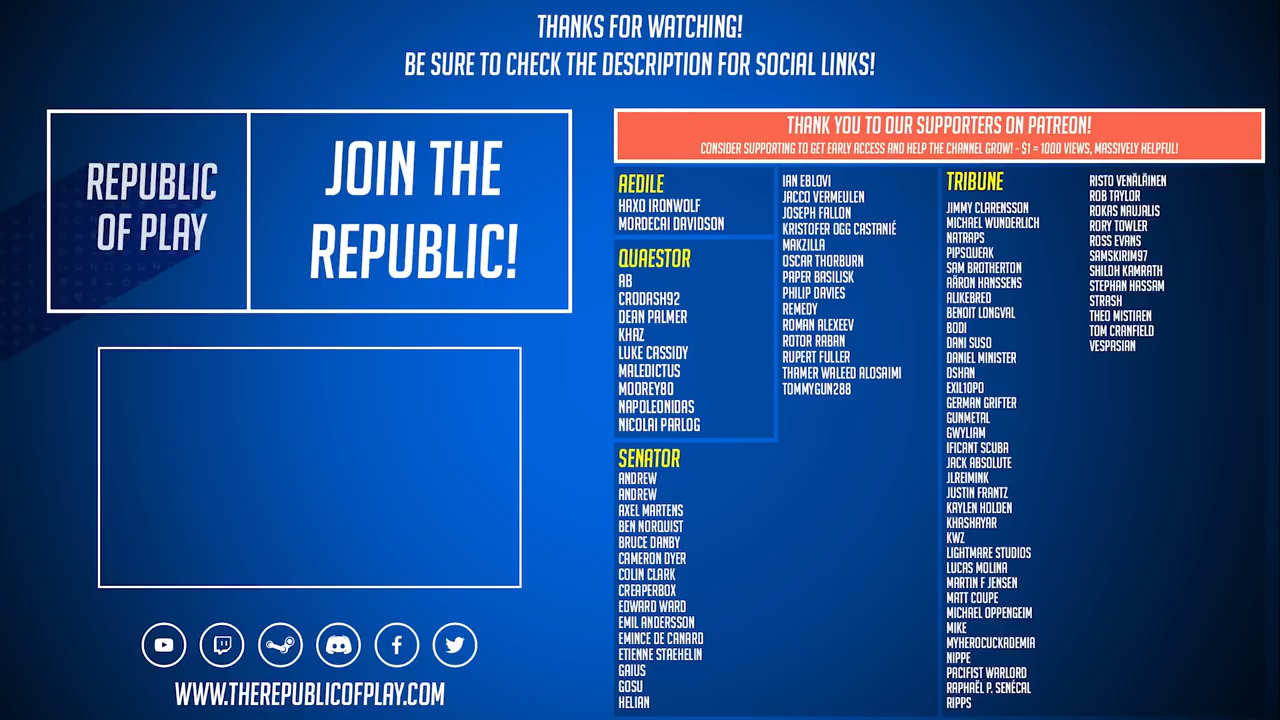 THANKS FOR WATCHING!
BE SURE TO CHECK THE DESCRIPTION FOR SOCIAL LINKS!
REPUBLIC
OF PLAY
JOIN THE
REPUBLIC!
WWW.THEREPUBLICOFPLAY.COM
THANK YOU TO OUR SUPPORTERS ON PATREON!
CONSIDER SUPPORTING TO GET EARLY ACCESS AND HELP THE CHANNEL GROW! - $1 = 1000 VIEWS, MASSIVELY HELPFUL!
AEDILE
HAXO IRONWOLF
MORDECAI DAVIDSON
QUAESTOR
AB
CRODASH92
DEAN PALMER
KHAZ
LUKE CASSIDY
MALEDICTUS
MOOREY80
NAPOLEONIDAS
NICOLAI PARLOG
SENATOR
ANDREW
ANDREW
AXEL MARTENS
BEN NORQUIST
BRUCE DANBY
CAMERON DYER
COLIN CLARK
CREAPERBOX
EDWARD WARD
EMIL ANDERSSON
EMINCE DE CANARD
ETIENNE STAEHELIN
GAIUS
GOSU
HELIAN
IAN EBLOVI
JACCO VERMEULEN
JOSEPH FALLON
KRISTOFER OGG CASTANIÉ
MAKZILLA
OSCAR THORBURN
PAPER BASILISK
PHILIP DAVIES
REMEDY
ROMAN ALEXEEV
ROTOR RABAN
RUPERT FULLER
THAMER WALEED ALOSAIMI
TOMMYGUN288
TRIBUNE
JIMMY CLARENSSON
MICHAEL WUNDERLICH
NATRAPS
PIPSQUEAK
SAM BROTHERTON
AÄRON HANSSENS
ALIKEBRED
BENOIT LONGVAL
BODI
DANI SUSO
DANIEL MINISTER
DSHAN
EXIL10PO
GERMAN GRIFTER
GUNMETAL
GWYLIAM
IFICANT SCUBA
JACK ABSOLUTE
JLREIMINK
JUSTIN FRANTZ
KAYLEN HOLDEN
KHASHAYAR
KWZ
LIGHTMARE STUDIOS
LUCAS MOLINA
MARTIN F JENSEN
MATT COUPE
MICHAEL OPPENGEIM
MIKE
MYHEROCUCKADEMIA
NIPPE
PACIFIST WARLORD
RAPHAËL P. SENÉCAL
RIPPS
RISTO VENÄLÄINEN
ROB TAYLOR
ROKAS NAUJALIS
RORY TOWLER
ROSS EVANS
SAMSKIRIM97
SHILOH KAMRATH
STEPHAN HASSAM
STRASH
THEO MISTIAEN
TOM CRANFIELD
VESPASIAN